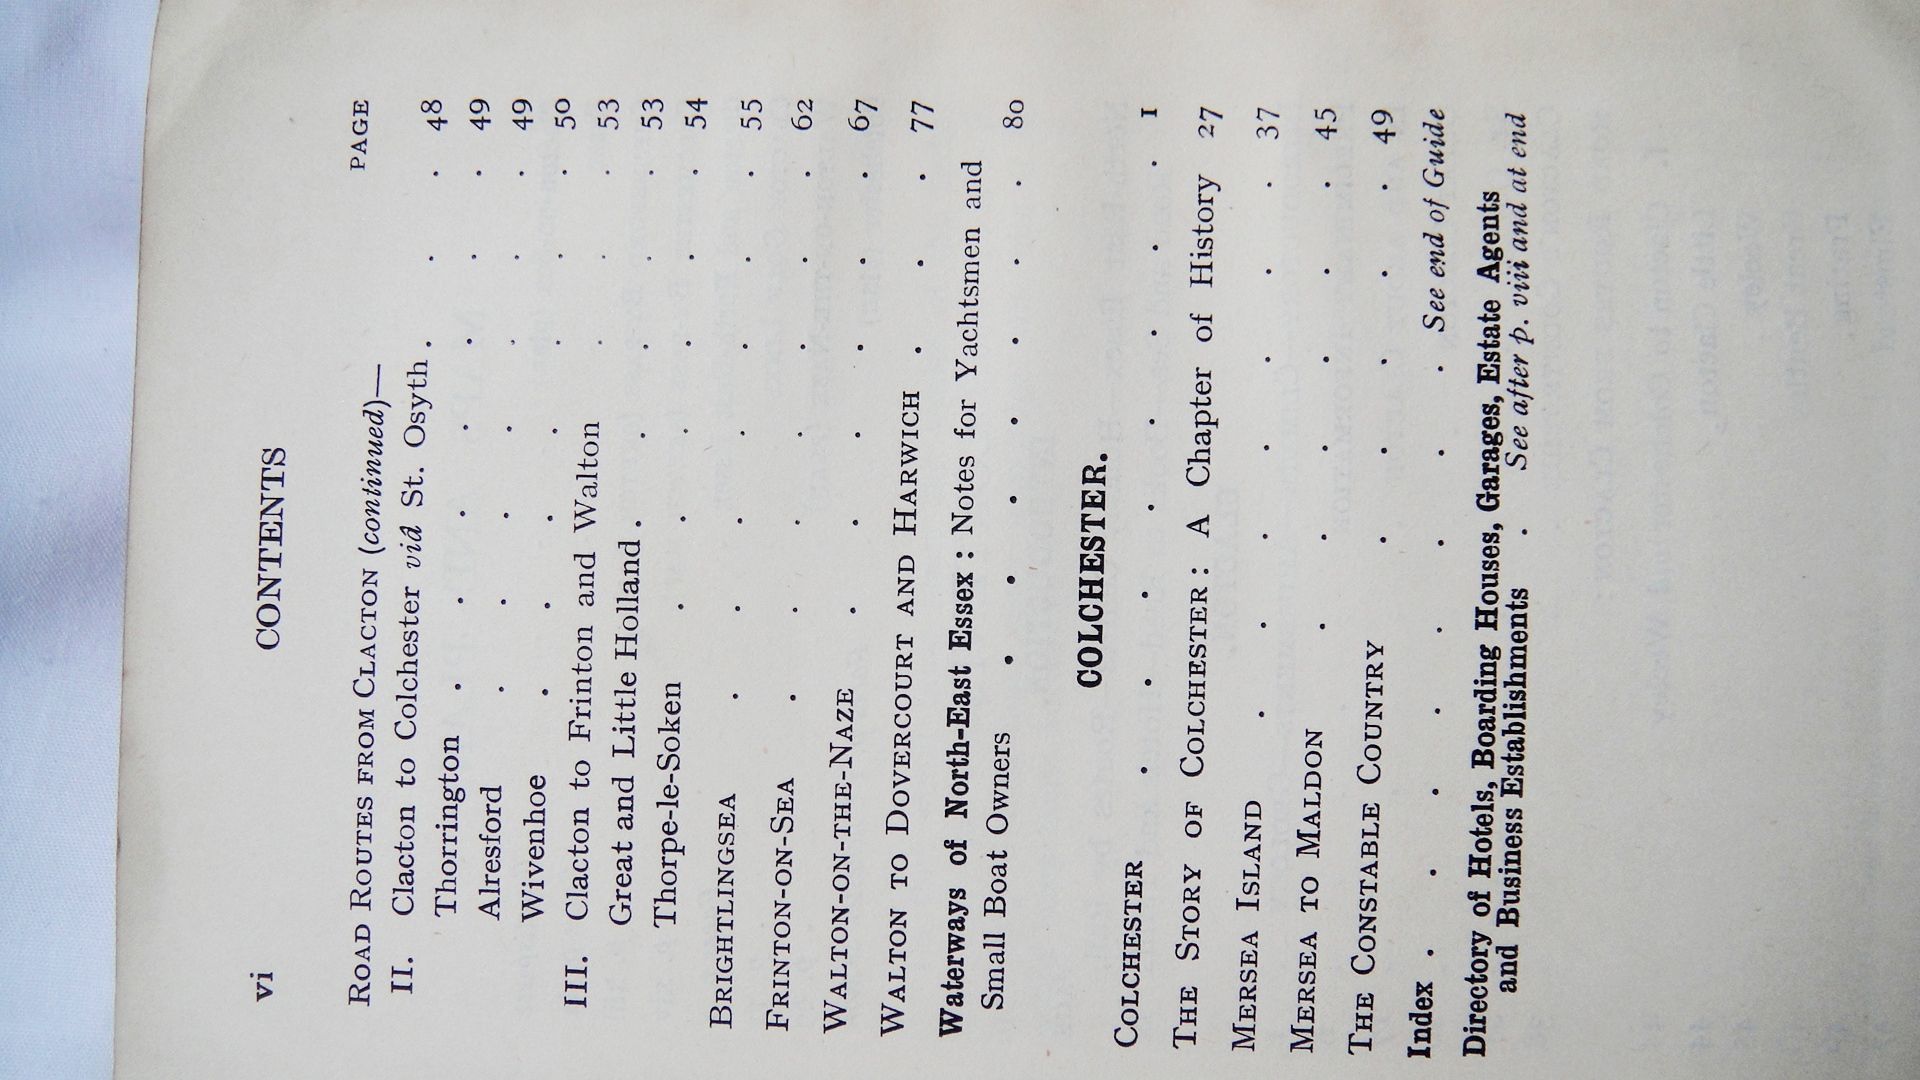 vi CONTENTS
PAGE
ROAD ROUTES FROM CLACTON (continued)—
II. Clacton to Colchester viâ St. Osyth . . . 48
Thorrington . . . . . . 49
Alresford . . . . . . 49
Wivenhoe . . . . . . 50
III. Clacton to Frinton and Walton . . . 53
Great and Little Holland . . . . . 53
Thorpe-le-Soken . . . . . . 54
BRIGHTLINGSEA . . . . . . . 55
FRINTON-ON-SEA . . . . . . . 62
WALTON-ON-THE-NAZE . . . . . . 67
WALTON TO DOVERCOURT AND HARWICH . . . 77
Waterways of North-East Essex : Notes for Yachtsmen and
Small Boat Owners . . . . . . . 80
COLCHESTER.
COLCHESTER . . . . . . . . 1
THE STORY OF COLCHESTER : A Chapter of History 27
MERSEA ISLAND . . . . . . . 37
MERSEA TO MALDON . . . . . . 45
THE CONSTABLE COUNTRY . . . . . 49
Index . . . . . . . . See end of Guide
Directory of Hotels, Boarding Houses, Garages, Estate Agents
and Business Establishments . See after p. viii and at end